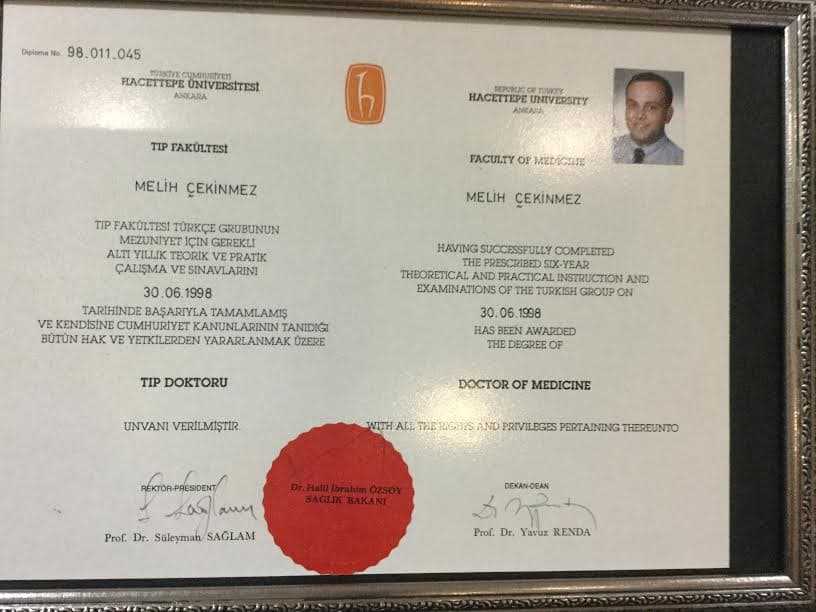 Diploma No. 98.011.045
TÜRKİYE CUMHURİYETİ
HACETTEPE ÜNİVERSİTESİ
ANKARA
TIP FAKÜLTESİ
MELİH ÇEKİNMEZ
TIP FAKÜLTESİ TÜRKÇE GRUBUNUN
MEZUNİYET İÇİN GEREKLİ
ALTI YILLIK TEORİK VE PRATİK
ÇALIŞMA VE SINAVLARINI
30.06.1998
TARİHİNDE BAŞARIYLA TAMAMLAMIŞ
VE KENDİSİNE CUMHURİYET KANUNLARININ TANIDIĞI
BÜTÜN HAK VE YETKİLERDEN YARARLANMAK ÜZERE
TIP DOKTORU
UNVANI VERİLMİŞTİR.
REKTÖR-PRESIDENT
Prof. Dr. Süleyman SAĞLAM
Dr. Halil İbrahim ÖZSOY
SAĞLIK BAKANI
REPUBLIC OF TURKEY
HACETTEPE UNIVERSITY
ANKARA
FACULTY OF MEDICINE
MELİH ÇEKİNMEZ
HAVING SUCCESSFULLY COMPLETED
THE PRESCRIBED SIX-YEAR
THEORETICAL AND PRACTICAL INSTRUCTION AND
EXAMINATIONS OF THE TURKISH GROUP ON
30.06.1998
HAS BEEN AWARDED
THE DEGREE OF
DOCTOR OF MEDICINE
WITH ALL THE RIGHTS AND PRIVILEGES PERTAINING THEREUNTO
DEKAN-DEAN
Prof. Dr. Yavuz RENDA